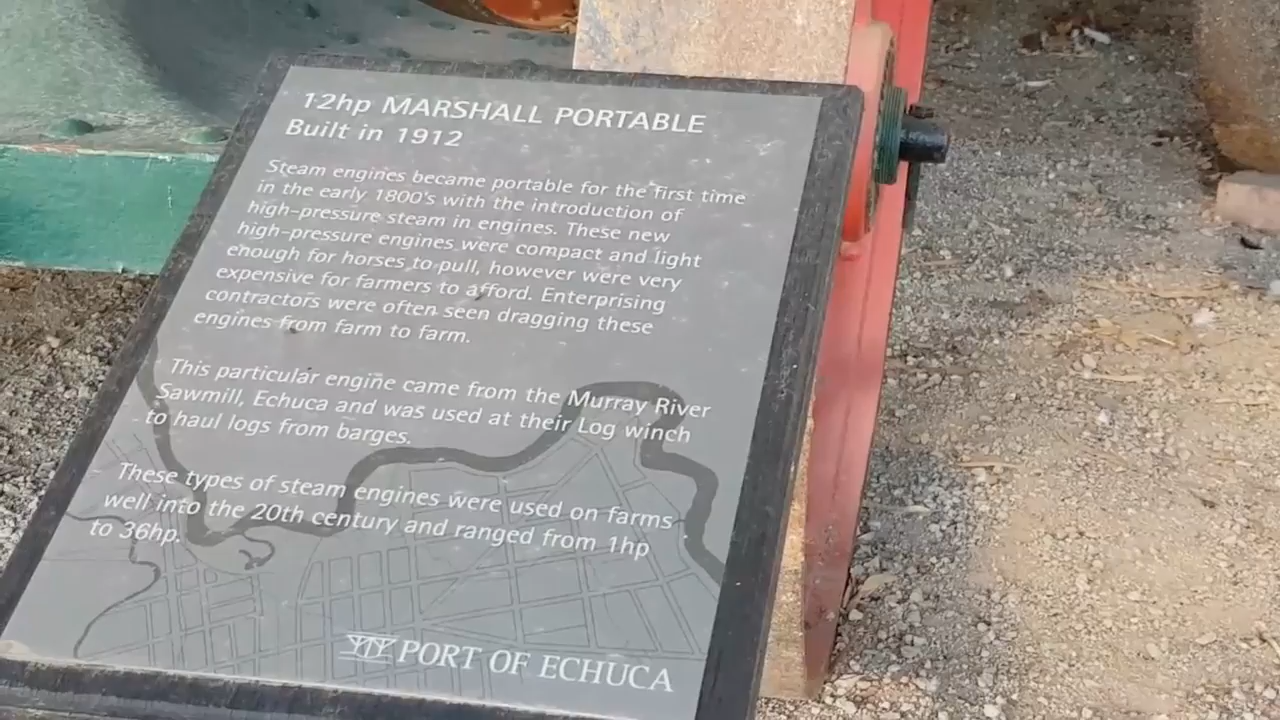 12hp MARSHALL PORTABLE
Built in 1912
Steam engines became portable for the first time
in the early 1800's with the introduction of
high-pressure steam in engines. These new
high-pressure engines were compact and light
enough for horses to pull, however were very
expensive for farmers to afford. Enterprising
contractors were often seen dragging these
engines from farm to farm.
This particular engine came from the Murray River
Sawmill, Echuca and was used at their Log winch
to haul logs from barges.
These types of steam engines were used on farms
well into the 20th century and ranged from 1hp
to 36hp.
PORT OF ECHUCA